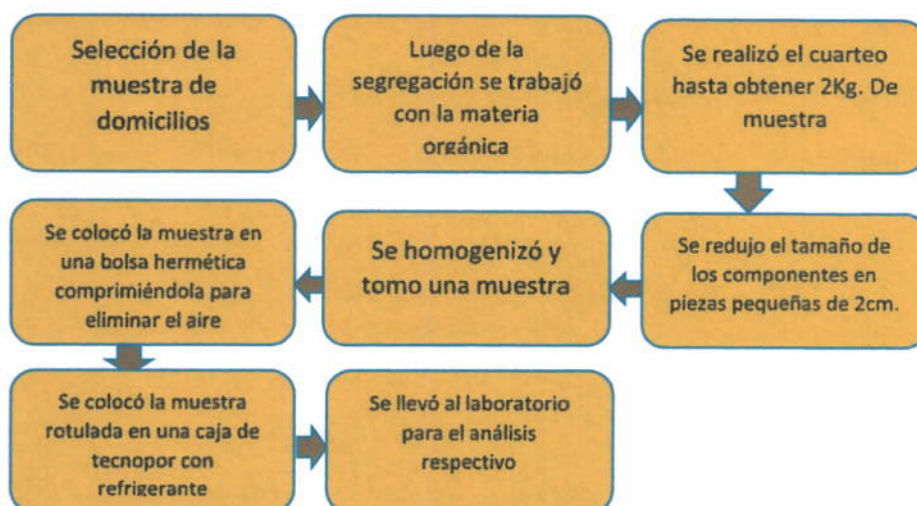 Selección de la
muestra de
domicilios
Luego de la
segregación se trabajó
con la materia
orgánica
Se realizó el cuarteo
hasta obtener 2Kg. De
muestra
Se redujo el tamaño de
los componentes en
piezas pequeñas de 2cm.
Se homogenizó y
tomo una muestra
Se colocó la muestra en
una bolsa hermética
comprimiéndola para
eliminar el aire
Se colocó la muestra
rotulada en una caja de
tecnopor con
refrigerante
Se llevó al laboratorio
para el análisis
respectivo